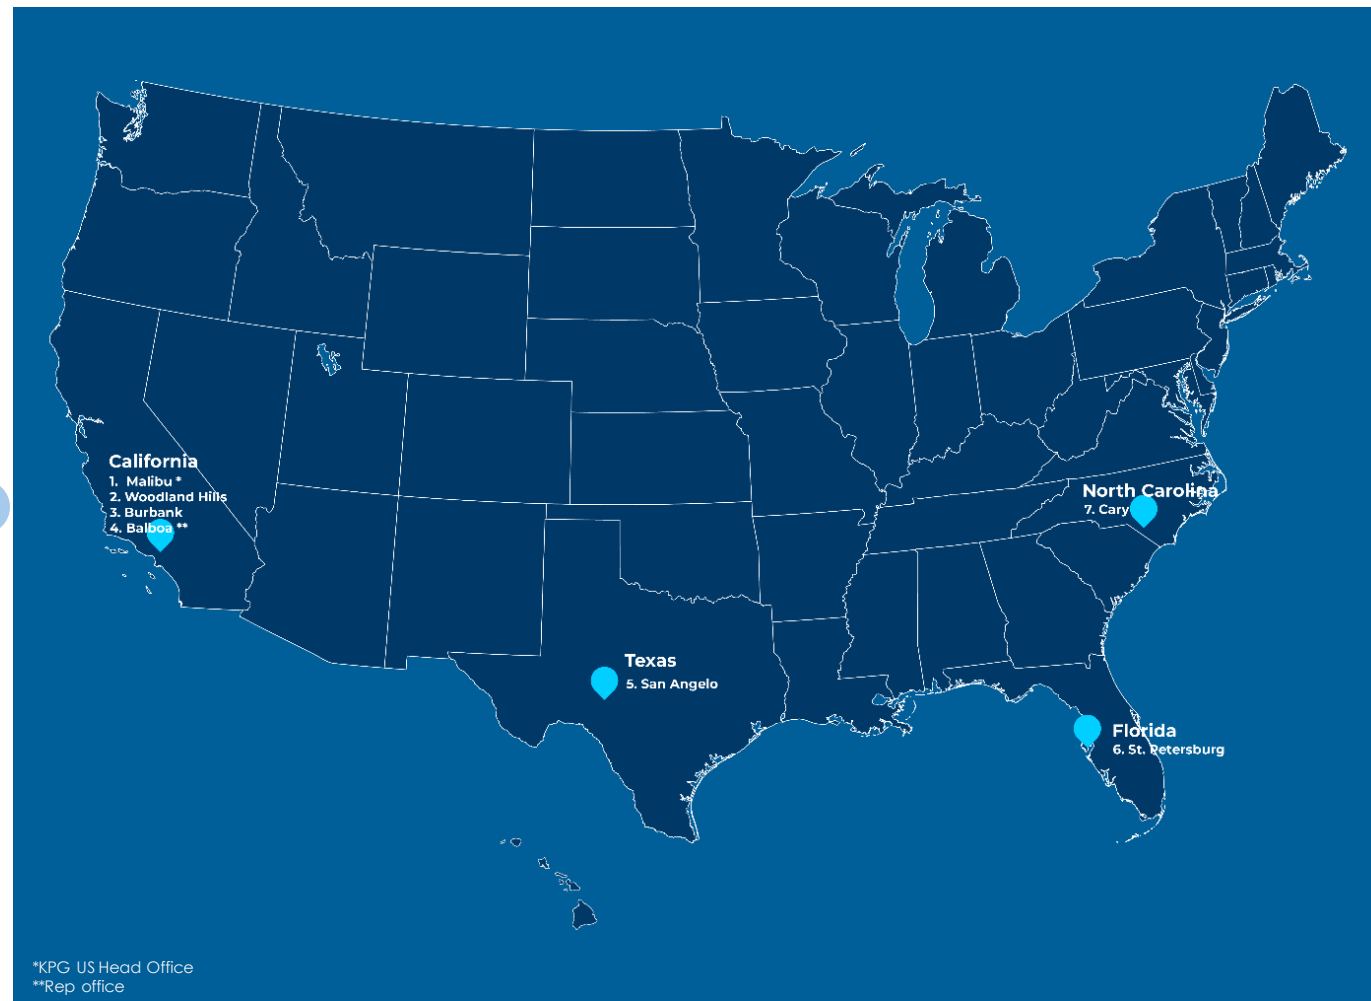 California
1. Malibu *
2. Woodland Hills
3. Burbank
4. Balboa **
North Carolina
7. Cary
Texas
5. San Angelo
Florida
6. St. Petersburg
*KPG US Head Office
**Rep office